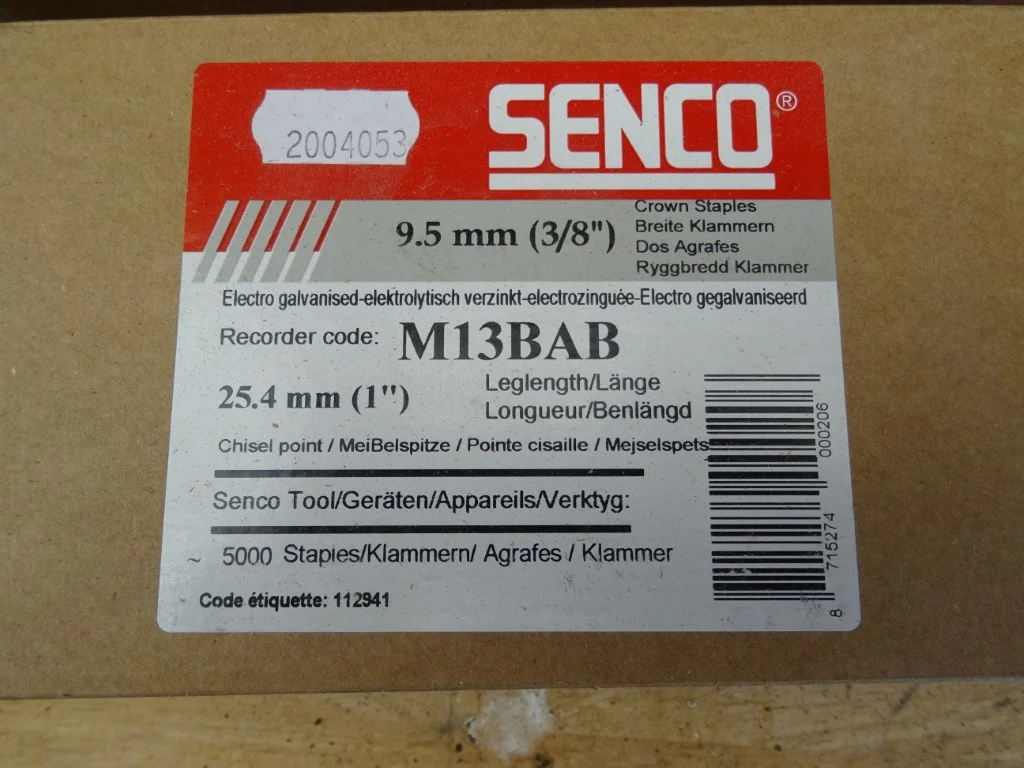 2004053
SENCO®
9.5 mm (3/8")
Crown Staples
Breite Klammern
Dos Agrafes
Ryggbredd Klammer
Electro galvanised-elektrolytisch verzinkt-electrozinguée-Electro gegalvaniseerd
Recorder code: M13BAB
25.4 mm (1")
Leglength/Länge
Longueur/Benlängd
Chisel point / MeiBelspitze / Pointe cisaille / Mejselspets
Senco Tool/Geräten/Appareils/Verktyg:
~ 5000 Staples/Klammern/ Agrafes / Klammer
Code étiquette: 112941
8 715274 000206